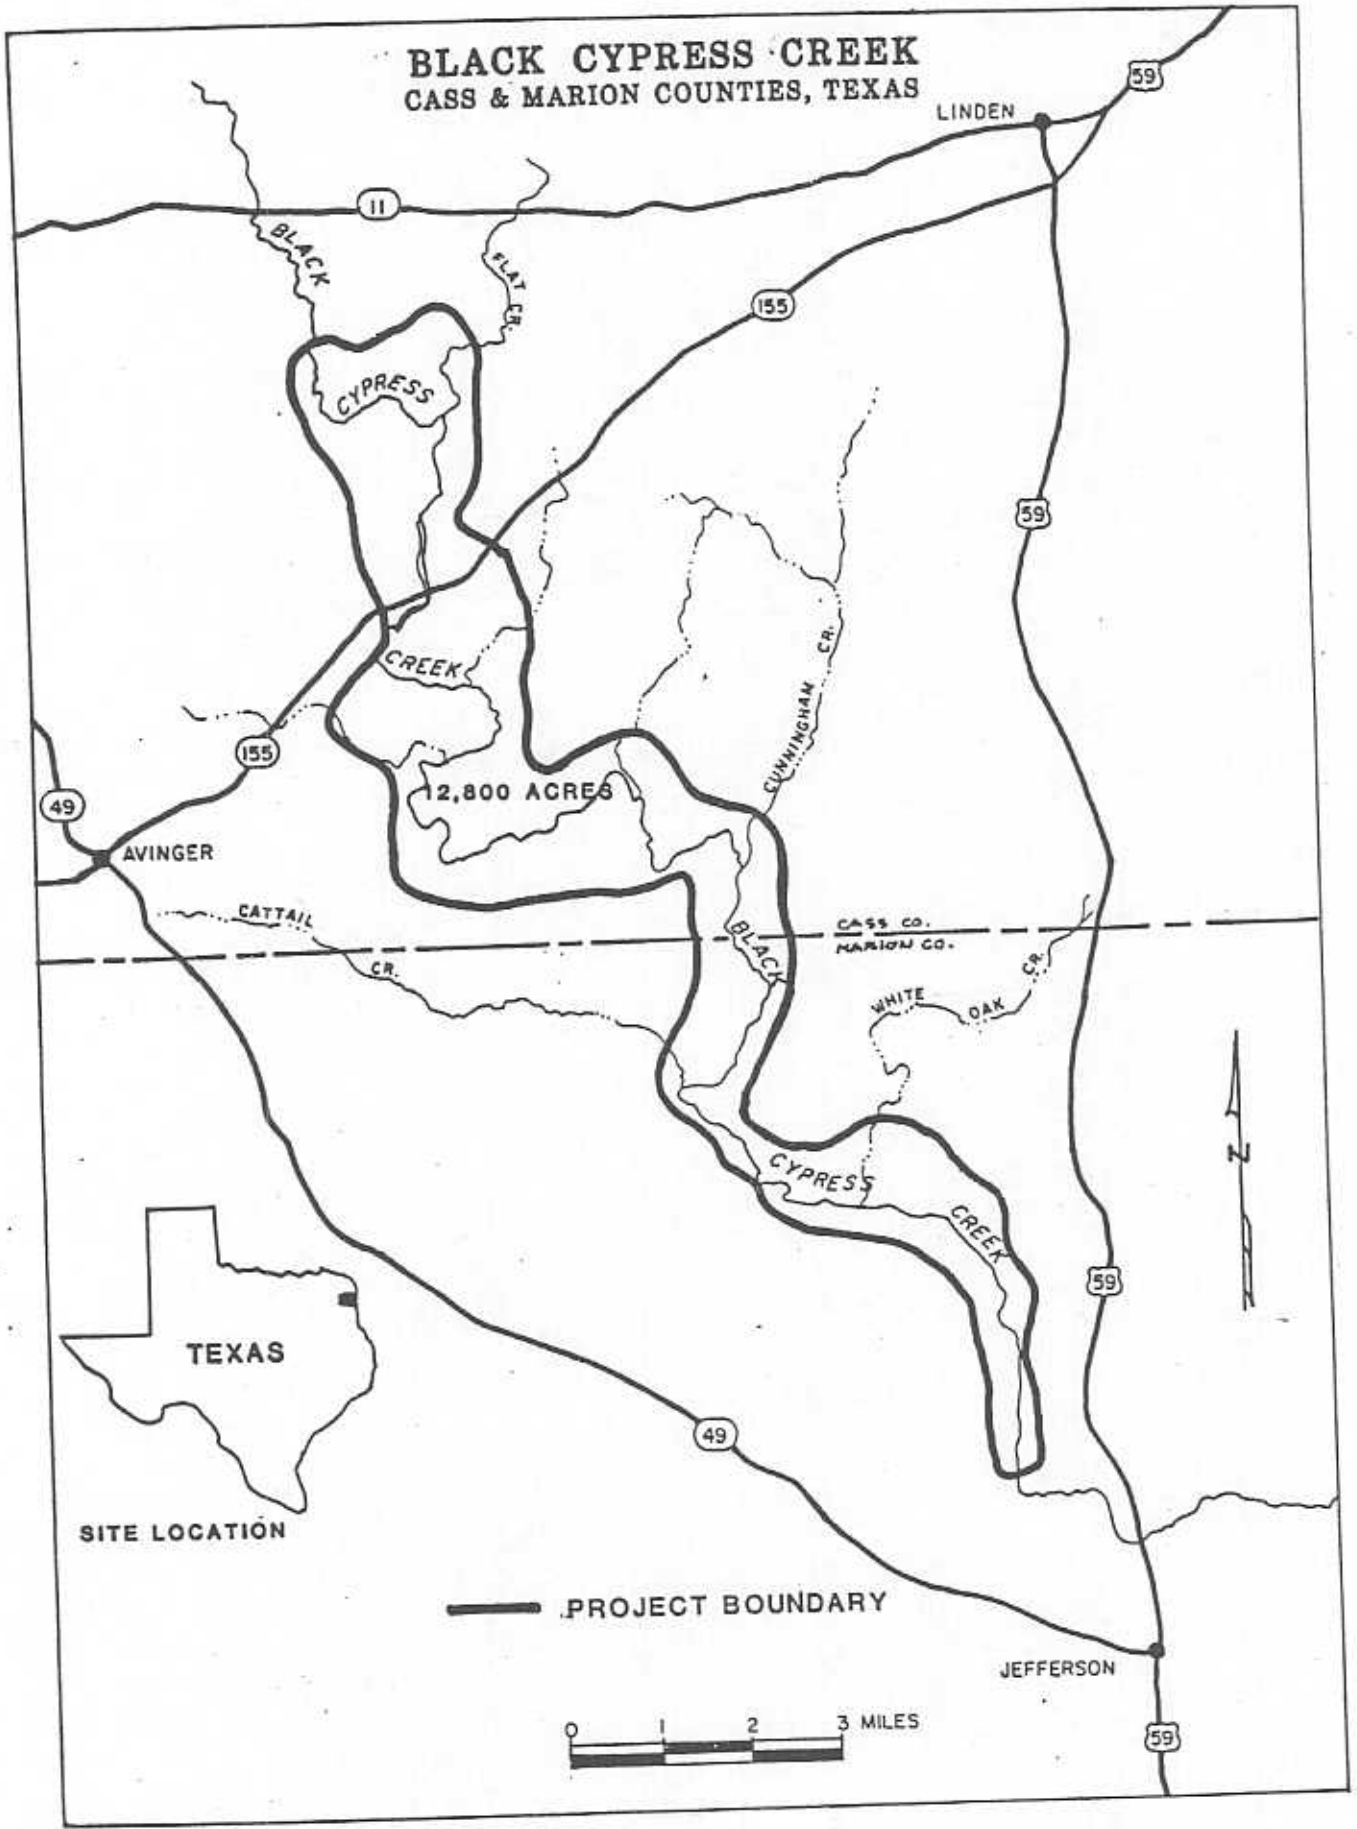 BLACK CYPRESS CREEK
CASS & MARION COUNTIES, TEXAS
LINDEN
59
11
BLACK
FLAT CR.
155
CYPRESS
59
CREEK
CUNNINGHAM CR.
155
12,800 ACRES
49
AVINGER
CATTAIL CR.
CASS CO.
MARION CO.
BLACK
WHITE OAK CR.
N
CYPRESS
CREEK
59
TEXAS
49
SITE LOCATION
PROJECT BOUNDARY
JEFFERSON
0 1 2 3 MILES
59